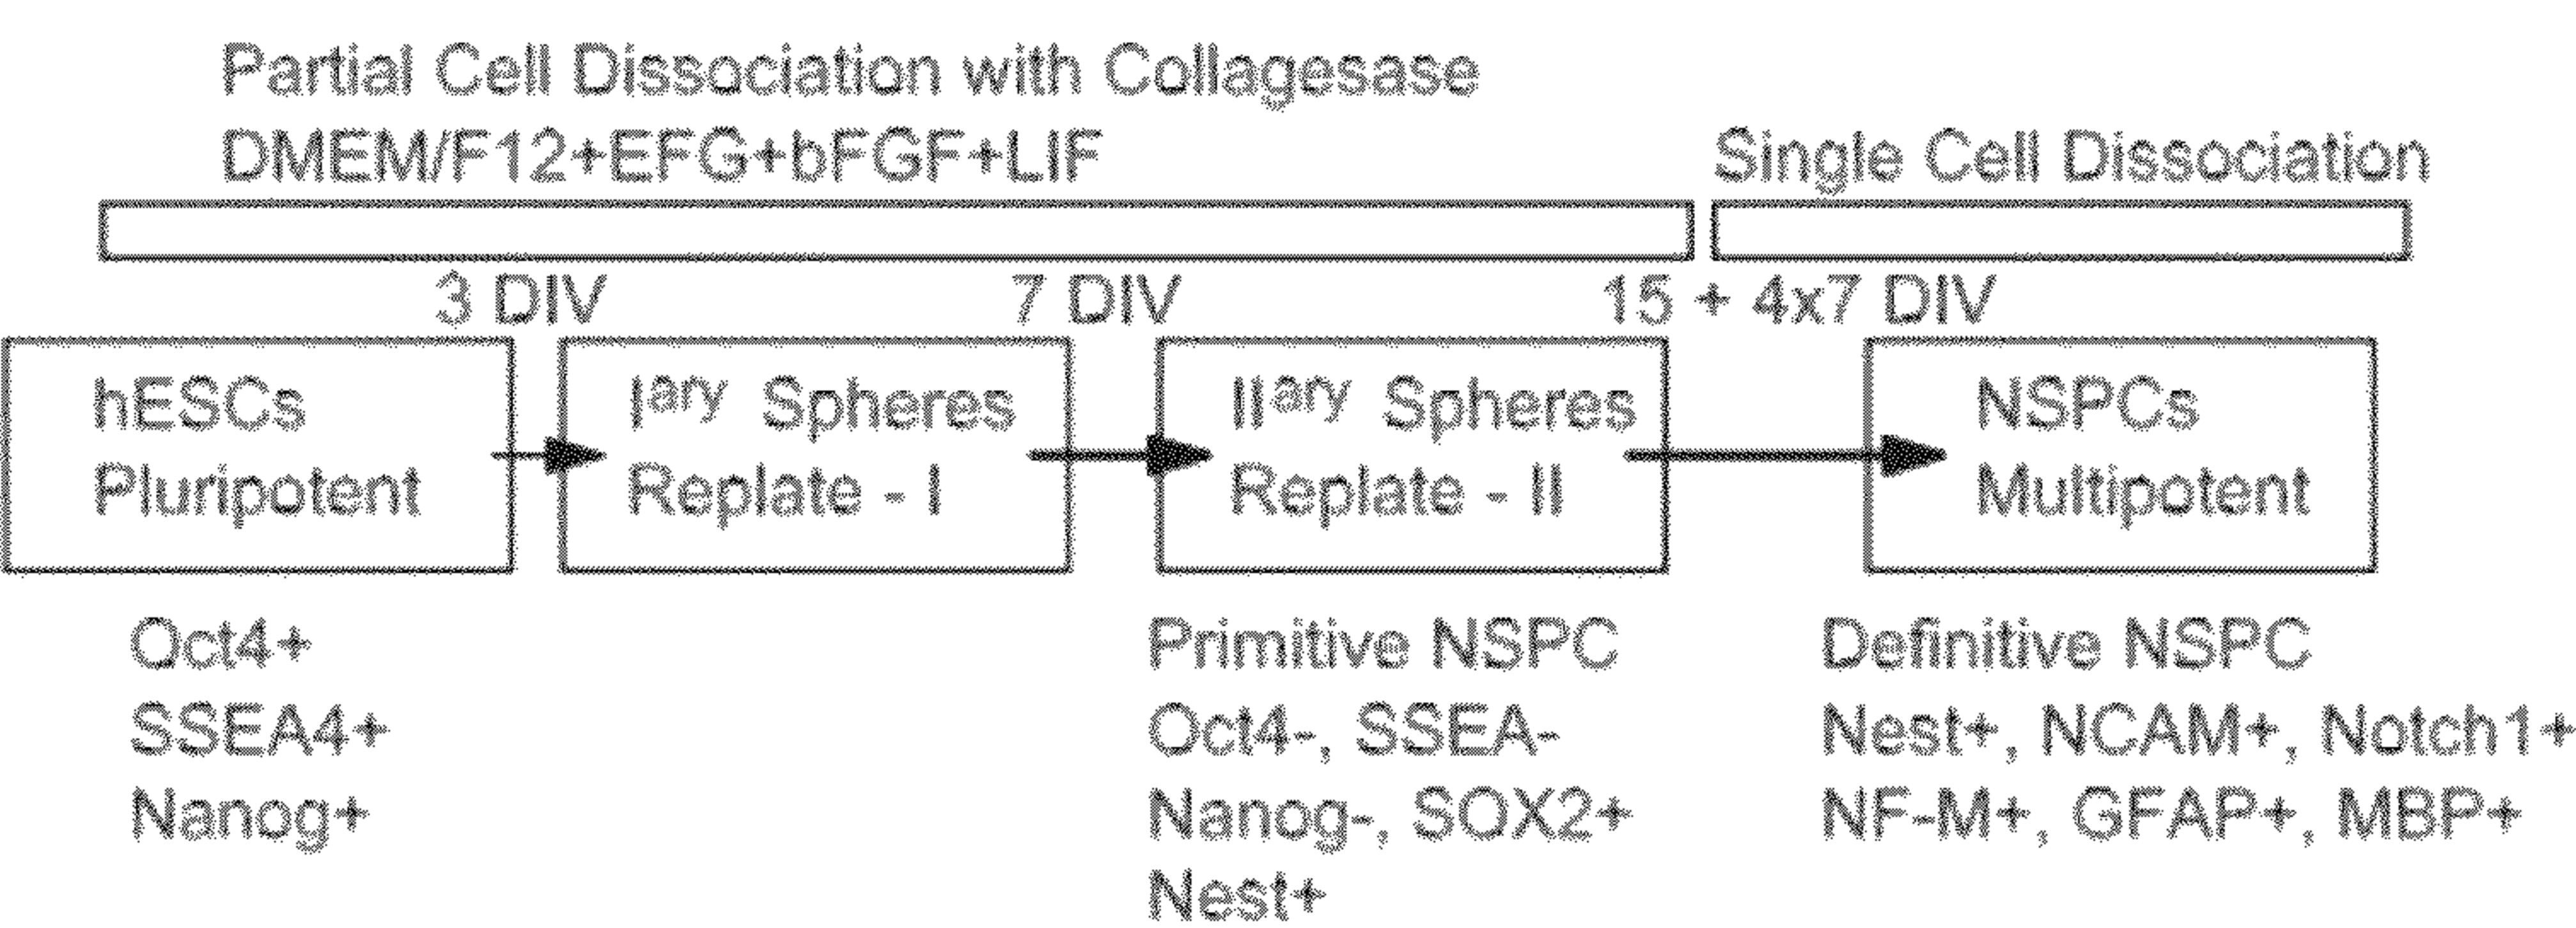 Partial Cell Dissociation with Collagesase
DMEM/F12+EFG+bFGF+LIF
Single Cell Dissociation
3 DIV
7 DIV
15 + 4x7 DIV
hESCs
Pluripotent
Iary Spheres
Replate - I
IIary Spheres
Replate - II
NSPCs
Multipotent
Oct4+
SSEA4+
Nanog+
Primitive NSPC
Oct4-, SSEA-
Nanog-, SOX2+
Nest+
Definitive NSPC
Nest+, NCAM+, Notch1+
NF-M+, GFAP+, MBP+